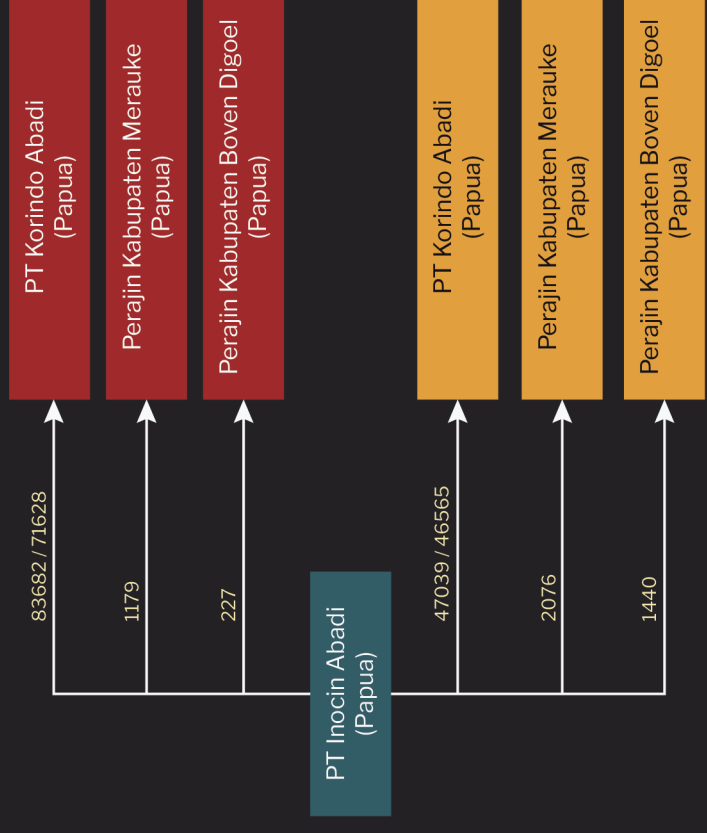 PT Inocin Abadi
(Papua)
83682 / 71628
PT Korindo Abadi
(Papua)
1179
Perajin Kabupaten Merauke
(Papua)
227
Perajin Kabupaten Boven Digoel
(Papua)
47039 / 46565
PT Korindo Abadi
(Papua)
2076
Perajin Kabupaten Merauke
(Papua)
1440
Perajin Kabupaten Boven Digoel
(Papua)